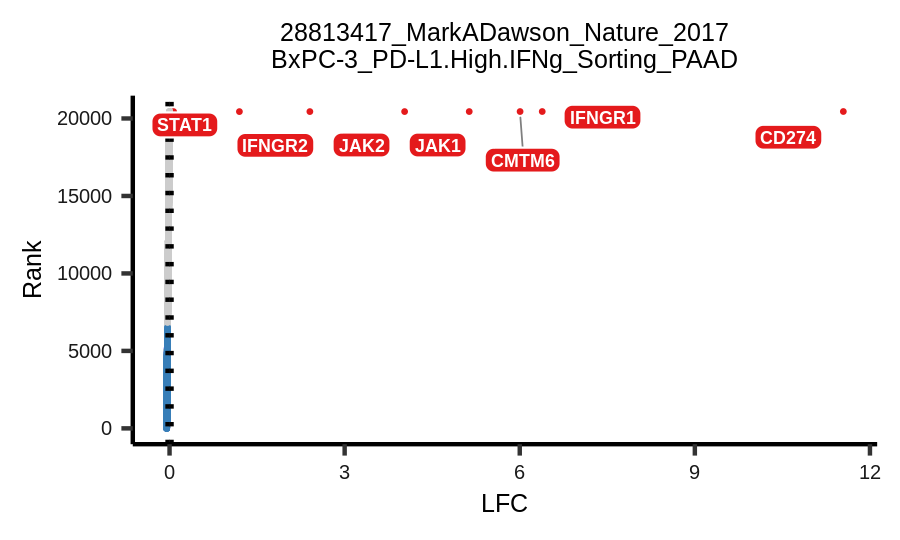 28813417_MarkADawson_Nature_2017
BxPC-3_PD-L1.High.IFNg_Sorting_PAAD
Rank
20000
15000
10000
5000
0
STAT1
IFNGR2
JAK2
JAK1
CMTM6
IFNGR1
CD274
0
3
6
9
12
LFC